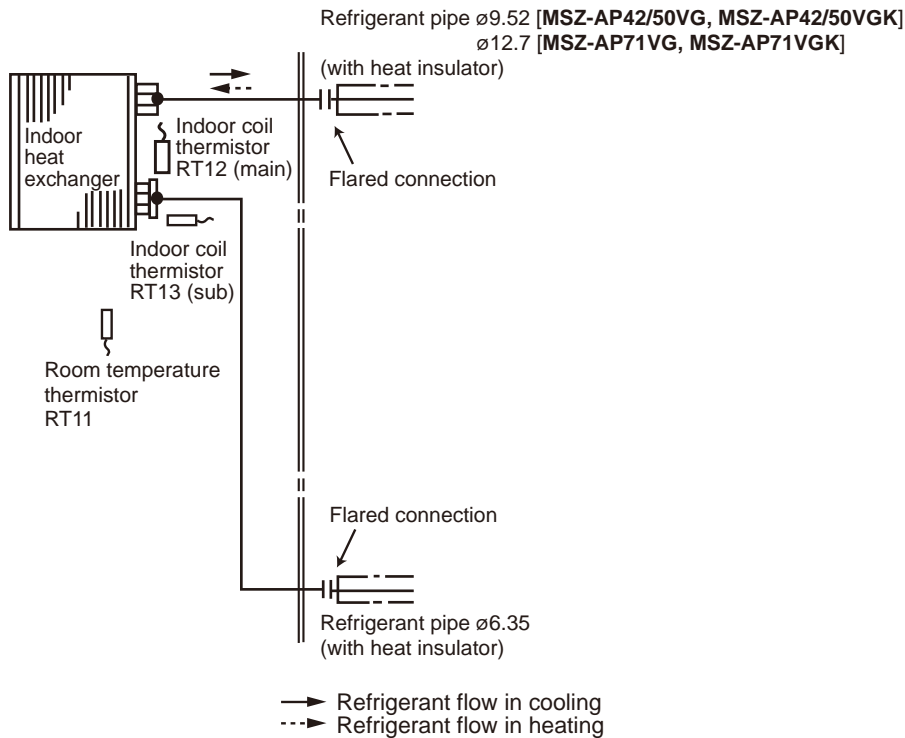 Refrigerant pipe ø9.52 [MSZ-AP42/50VG, MSZ-AP42/50VGK]
ø12.7 [MSZ-AP71VG, MSZ-AP71VGK]
(with heat insulator)
Indoor
heat
exchanger
Indoor coil
thermistor
RT12 (main)
Flared connection
Indoor coil
thermistor
RT13 (sub)
Room temperature
thermistor
RT11
Flared connection
Refrigerant pipe ø6.35
(with heat insulator)
Refrigerant flow in cooling
Refrigerant flow in heating